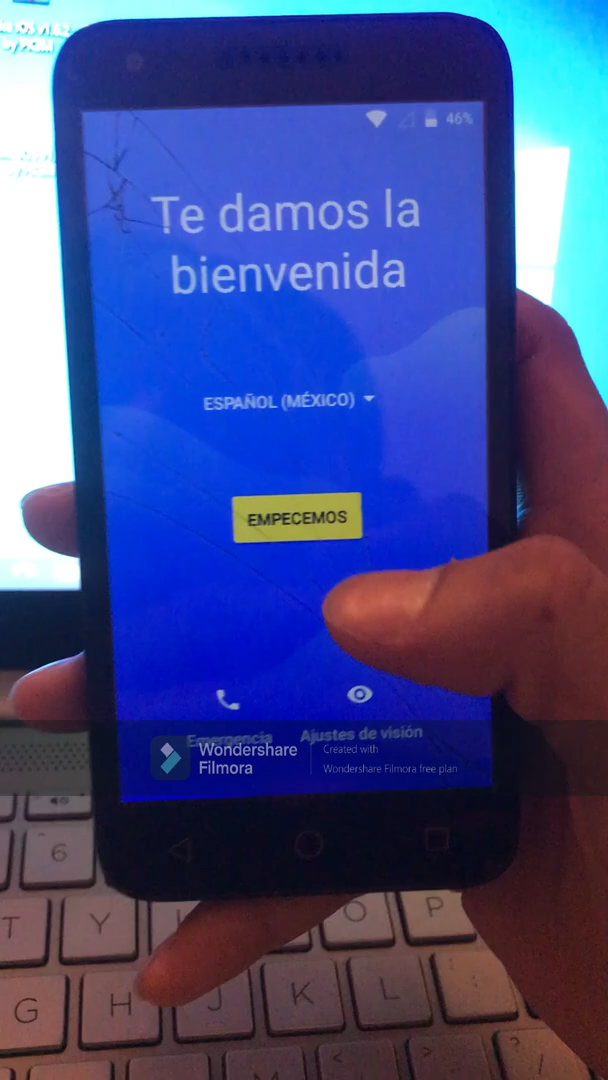 46%
Te damos la
bienvenida
ESPAÑOL (MÉXICO)
EMPECEMOS
Emergencia
Ajustes de visión
Wondershare
Filmora
Created with
Wondershare Filmora free plan
6
T
Y
O
P
G
H
J
K
L
M